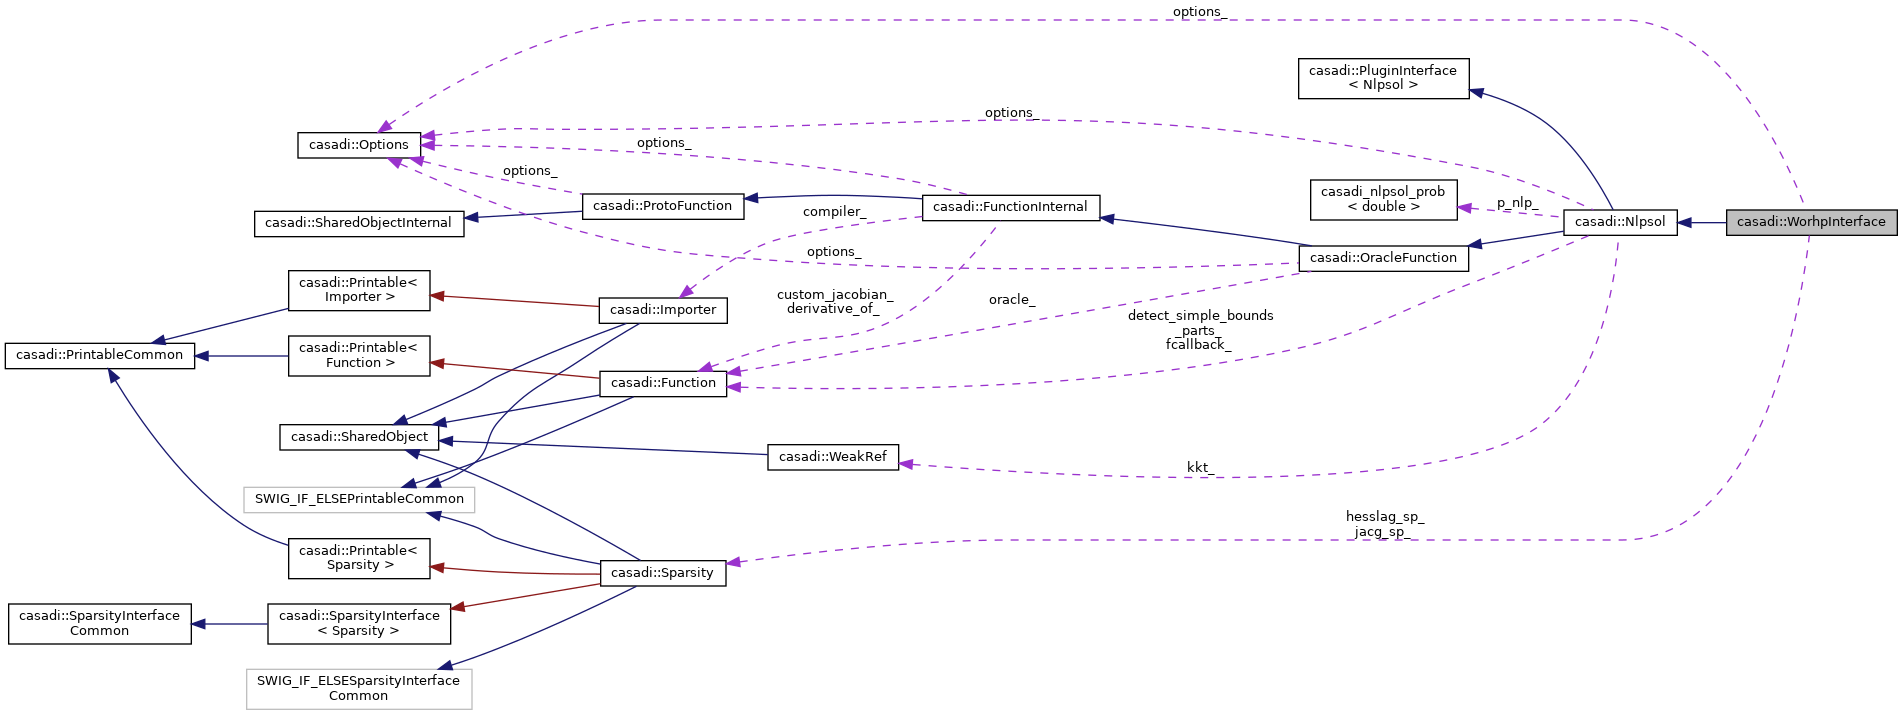 options_
casadi::PluginInterface
< Nlpsol >
options_
casadi::Options
options_
options_
casadi_nlpsol_prob
< double >
p_nlp_
casadi::ProtoFunction
casadi::FunctionInternal
compiler_
casadi::SharedObjectInternal
casadi::Nlpsol
casadi::WorhpInterface
options_
casadi::OracleFunction
casadi::Printable<
Importer >
casadi::Importer
custom_jacobian_
derivative_of_
oracle_
detect_simple_bounds
_parts_
fcallback_
casadi::PrintableCommon
casadi::Printable<
Function >
casadi::Function
casadi::SharedObject
casadi::WeakRef
kkt_
SWIG_IF_ELSEPrintableCommon
hesslag_sp_
jacg_sp_
casadi::Printable<
Sparsity >
casadi::Sparsity
casadi::SparsityInterface
Common
casadi::SparsityInterface
< Sparsity >
SWIG_IF_ELSESparsityInterface
Common